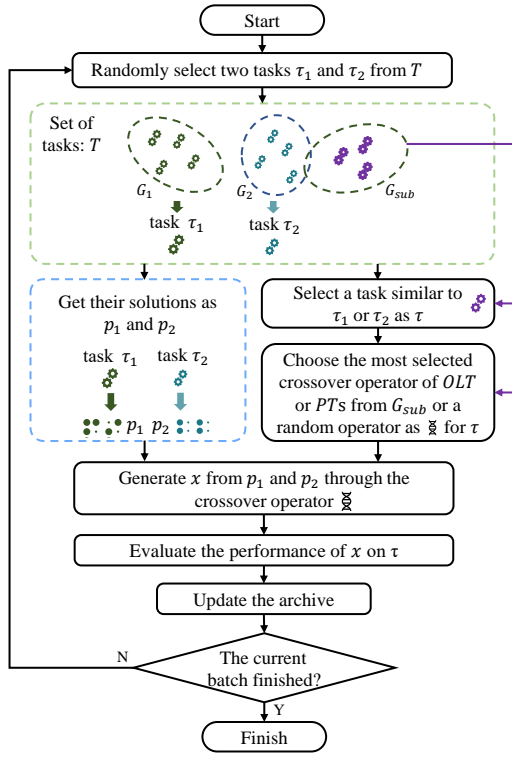 Start
Randomly select two tasks τ₁ and τ₂ from T
Set of
tasks: T
G₁
G₂
G_sub
task τ₁
task τ₂
Get their solutions as
p₁ and p₂
task τ₁
task τ₂
p₁
p₂
Select a task similar to
τ₁ or τ₂ as τ
Choose the most selected
crossover operator of OLT
or PTs from G_sub or a
random operator as for τ
Generate x from p₁ and p₂ through the
crossover operator
Evaluate the performance of x on τ
Update the archive
The current
batch finished?
N
Y
Finish